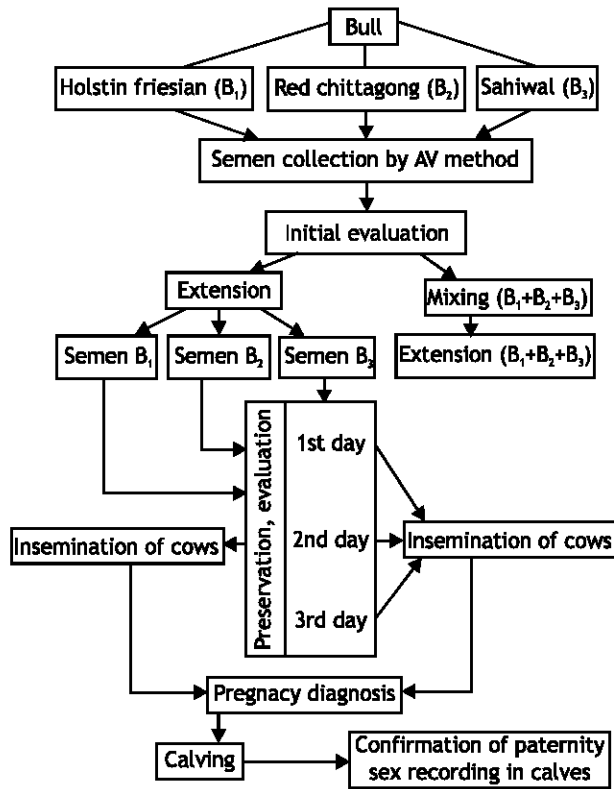 Bull
Holstin friesian (B₁)
Red chittagong (B₂)
Sahiwal (B₃)
Semen collection by AV method
Initial evaluation
Extension
Mixing (B₁+B₂+B₃)
Semen B₁
Semen B₂
Semen B₃
Extension (B₁+B₂+B₃)
Preservation, evaluation
1st day
2nd day
3rd day
Insemination of cows
Insemination of cows
Pregnacy diagnosis
Calving
Confirmation of paternity
sex recording in calves